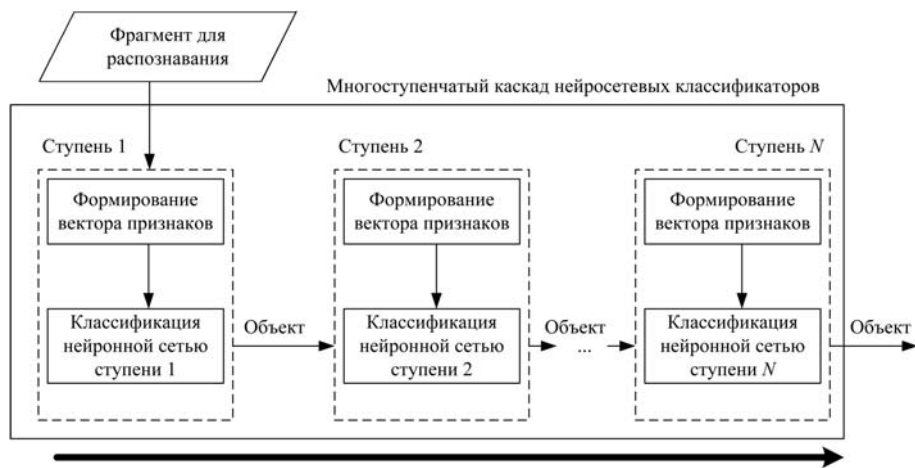 Фрагмент для
распознавания
Многоступенчатый каскад нейросетевых классификаторов
Ступень 1
Формирование
вектора признаков
Классификация
нейронной сетью
ступени 1
Объект
Ступень 2
Формирование
вектора признаков
Классификация
нейронной сетью
ступени 2
Объект
...
Ступень N
Формирование
вектора признаков
Классификация
нейронной сетью
ступени N
Объект